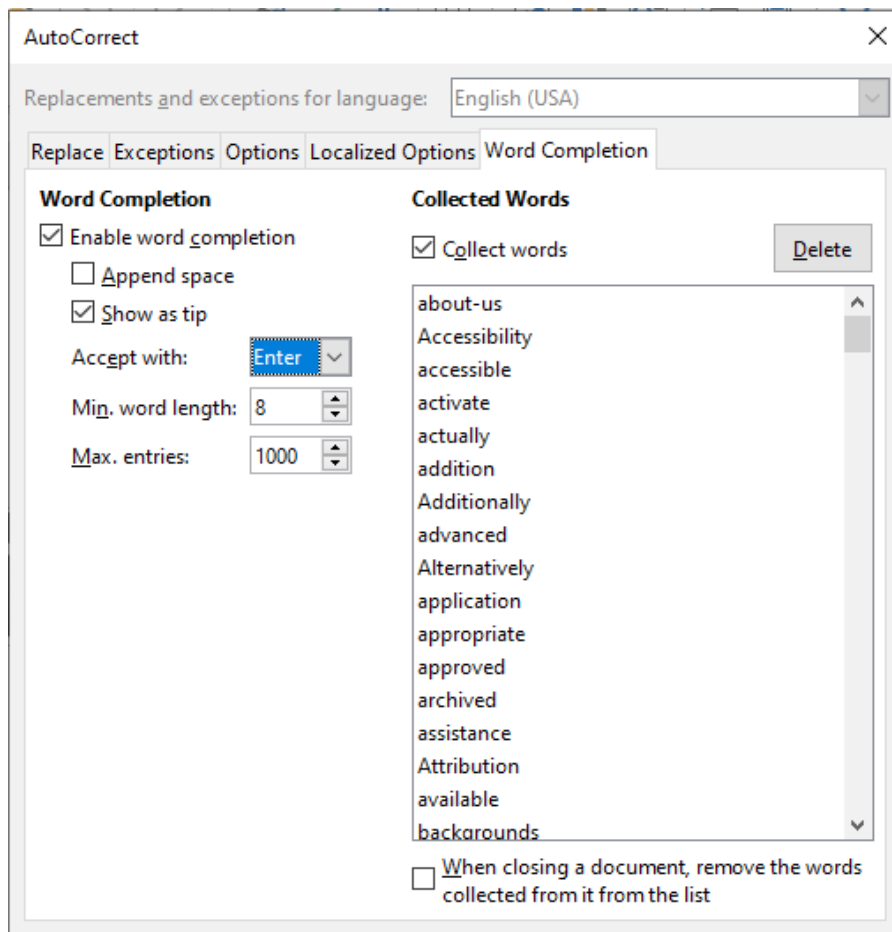 AutoCorrect
Replacements and exceptions for language: English (USA)
Replace Exceptions Options Localized Options Word Completion
Word Completion
Enable word completion
Append space
Show as tip
Accept with: Enter
Min. word length: 8
Max. entries: 1000
Collected Words
Collect words
Delete
about-us
Accessibility
accessible
activate
actually
addition
Additionally
advanced
Alternatively
application
appropriate
approved
archived
assistance
Attribution
available
backgrounds
When closing a document, remove the words
collected from it from the list